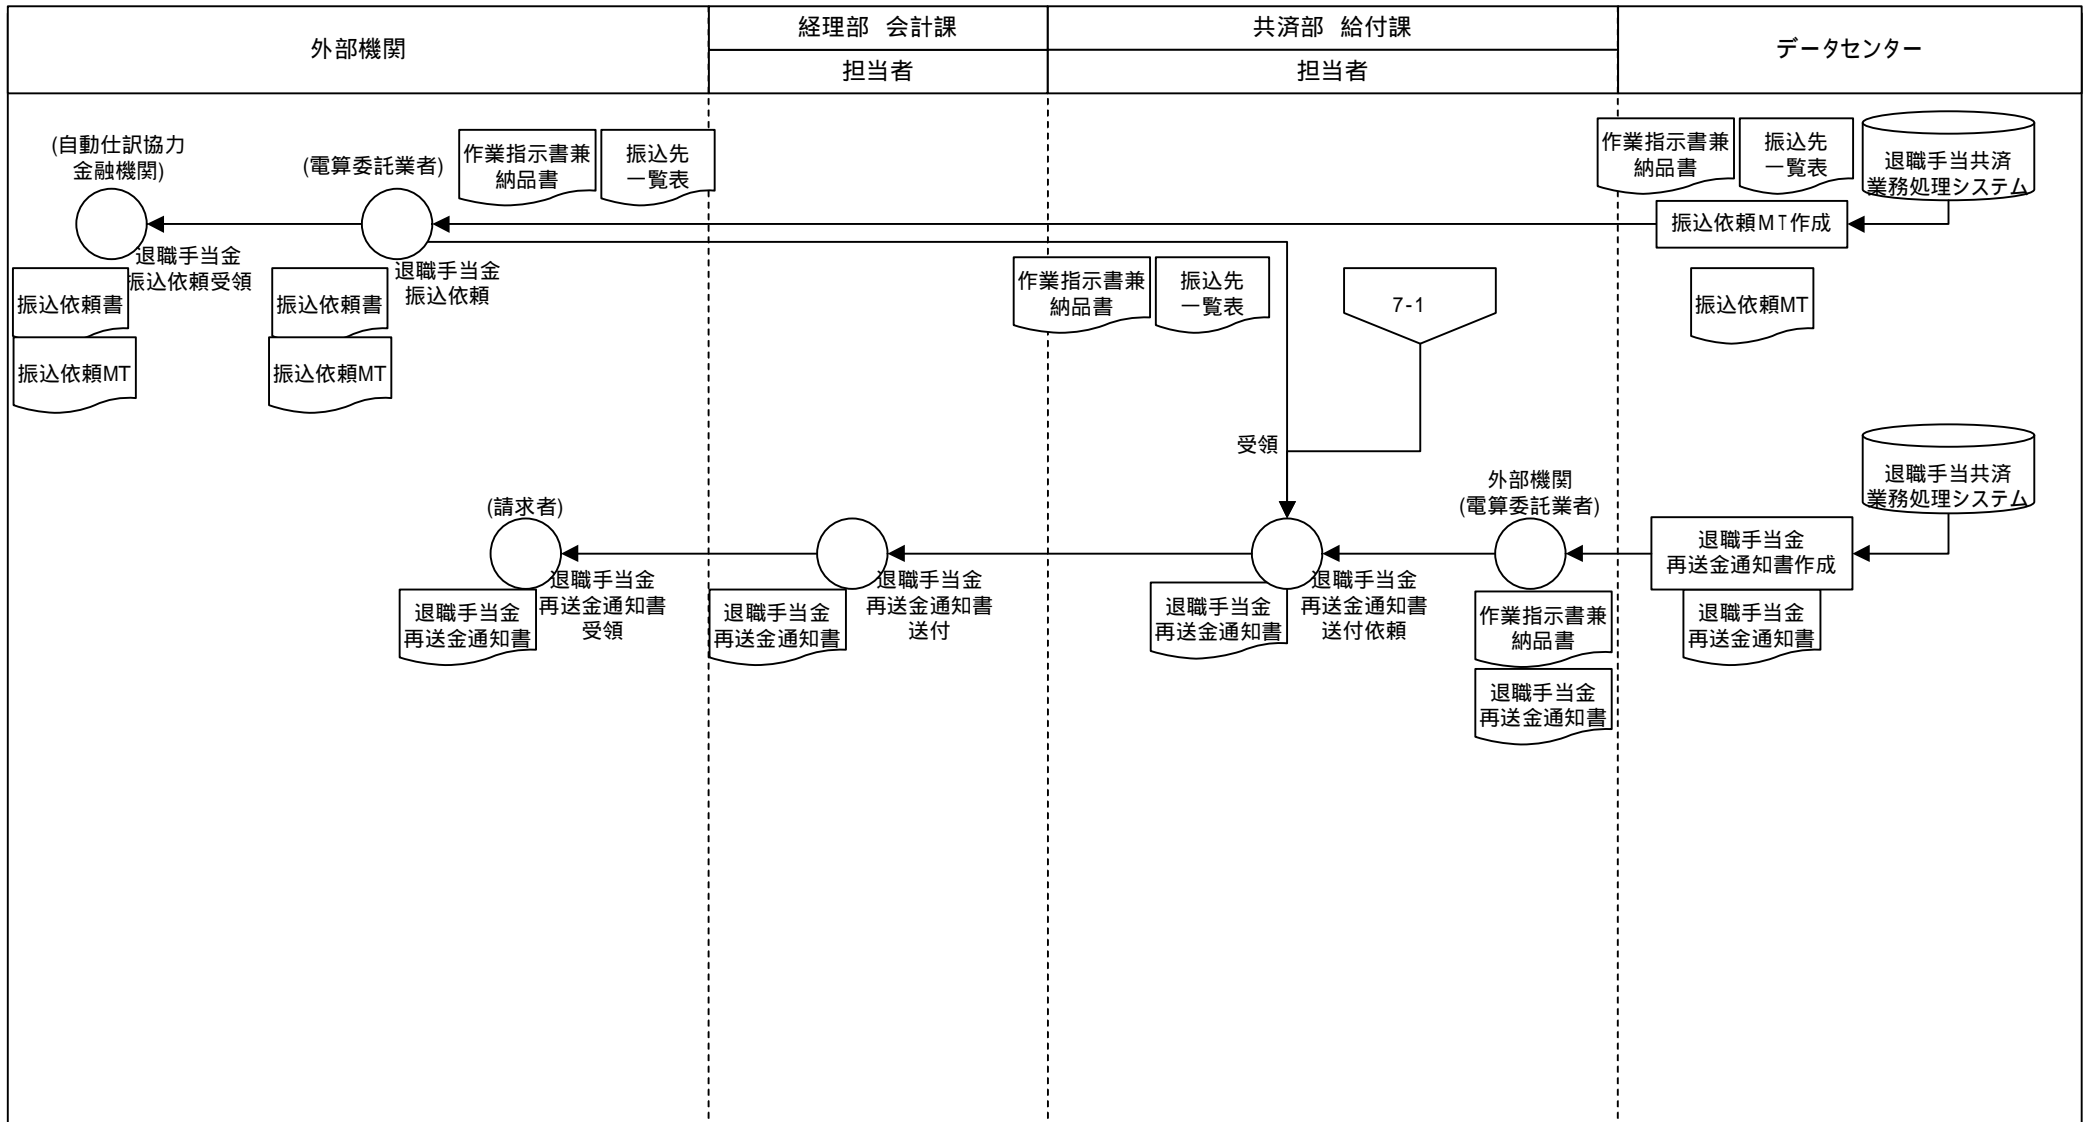 外部機関
経理部 会計課
担当者
共済部 給付課
担当者
データセンター
(自動仕訳協力
金融機関)
(電算委託業者)
作業指示書兼
納品書
振込先
一覧表
作業指示書兼
納品書
振込先
一覧表
退職手当共済
業務処理システム
振込依頼MT作成
退職手当金
振込依頼受領
退職手当金
振込依頼
振込依頼書
振込依頼MT
振込依頼書
振込依頼MT
作業指示書兼
納品書
振込先
一覧表
7-1
振込依頼MT
受領
退職手当共済
業務処理システム
外部機関
(電算委託業者)
(請求者)
退職手当金
再送金通知書作成
退職手当金
再送金通知書
受領
退職手当金
再送金通知書
退職手当金
再送金通知書
送付
退職手当金
再送金通知書
退職手当金
再送金通知書
送付依頼
退職手当金
再送金通知書
作業指示書兼
納品書
退職手当金
再送金通知書
退職手当金
再送金通知書